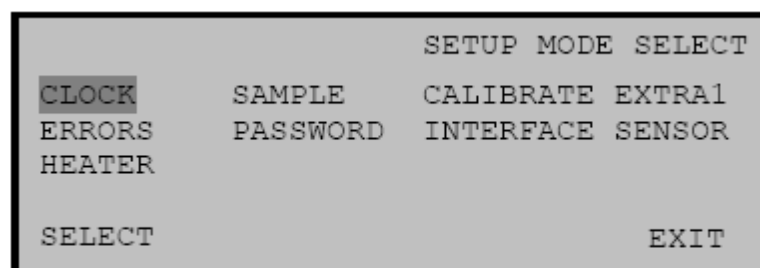 SETUP MODE SELECT
CLOCK SAMPLE CALIBRATE EXTRA1
ERRORS PASSWORD INTERFACE SENSOR
HEATER
SELECT EXIT